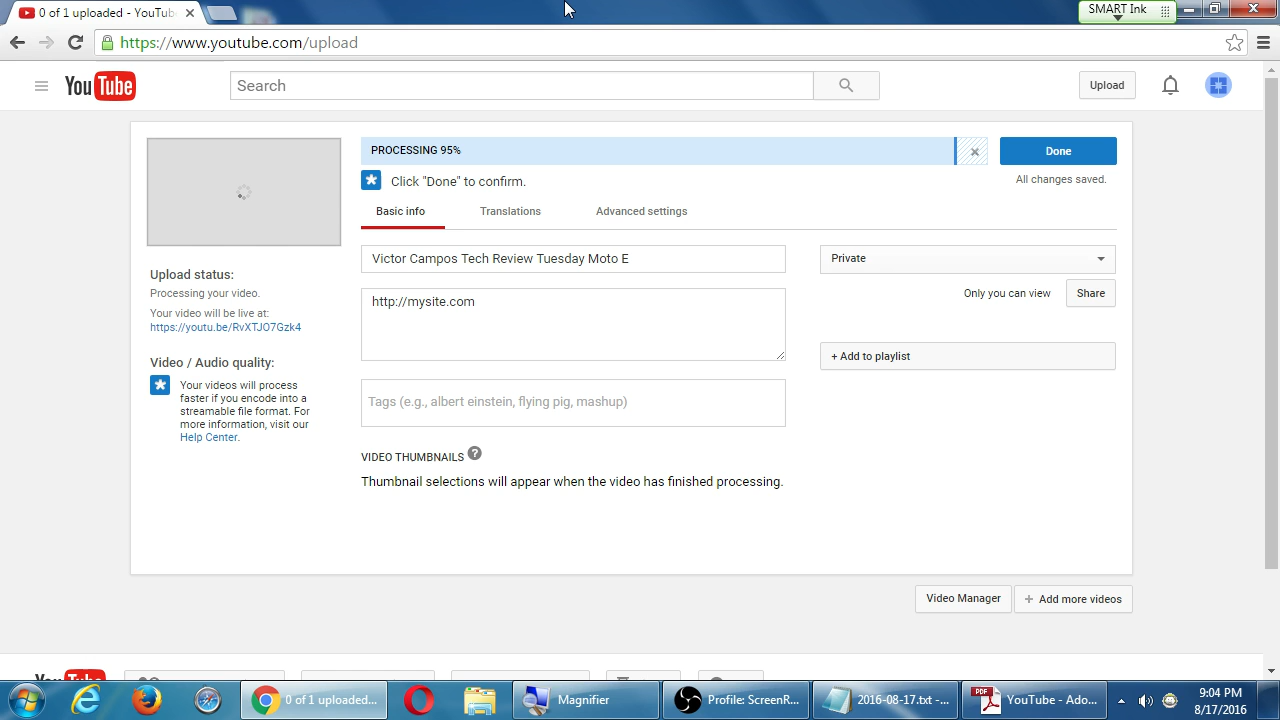 0 of 1 uploaded - YouTub
SMART Ink
https://www.youtube.com/upload
YouTube
Search
Upload
PROCESSING 95%
Done
Click "Done" to confirm.
All changes saved.
Basic info
Translations
Advanced settings
Victor Campos Tech Review Tuesday Moto E
Private
Upload status:
Processing your video.
Your video will be live at:
https://youtu.be/RvXTJO7Gzk4
http://mysite.com
Only you can view
Share
+ Add to playlist
Video / Audio quality:
Your videos will process
faster if you encode into a
streamable file format. For
more information, visit our
Help Center.
Tags (e.g., albert einstein, flying pig, mashup)
VIDEO THUMBNAILS ?
Thumbnail selections will appear when the video has finished processing.
Video Manager
+ Add more videos
YouTube
0 of 1 uploaded...
Magnifier
Profile: ScreenR...
2016-08-17.txt -...
PDF
YouTube - Ado...
9:04 PM
8/17/2016